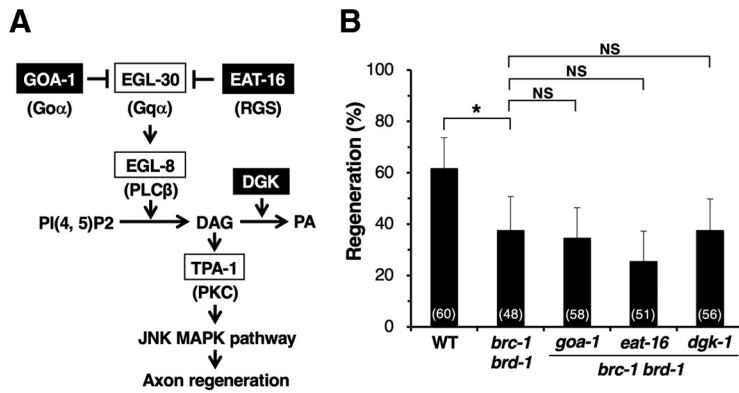 A
GOA-1 EGL-30 EAT-16
(Goα) (Gqα) (RGS)
EGL-8
(PLCβ)
DGK
PI(4, 5)P2 DAG PA
TPA-1
(PKC)
JNK MAPK pathway
Axon regeneration
B
NS
NS
NS
*
Regeneration (%)
100
80
60
40
20
0
(60) (48) (58) (51) (56)
WT brc-1 goa-1 eat-16 dgk-1
brd-1 brc-1 brd-1